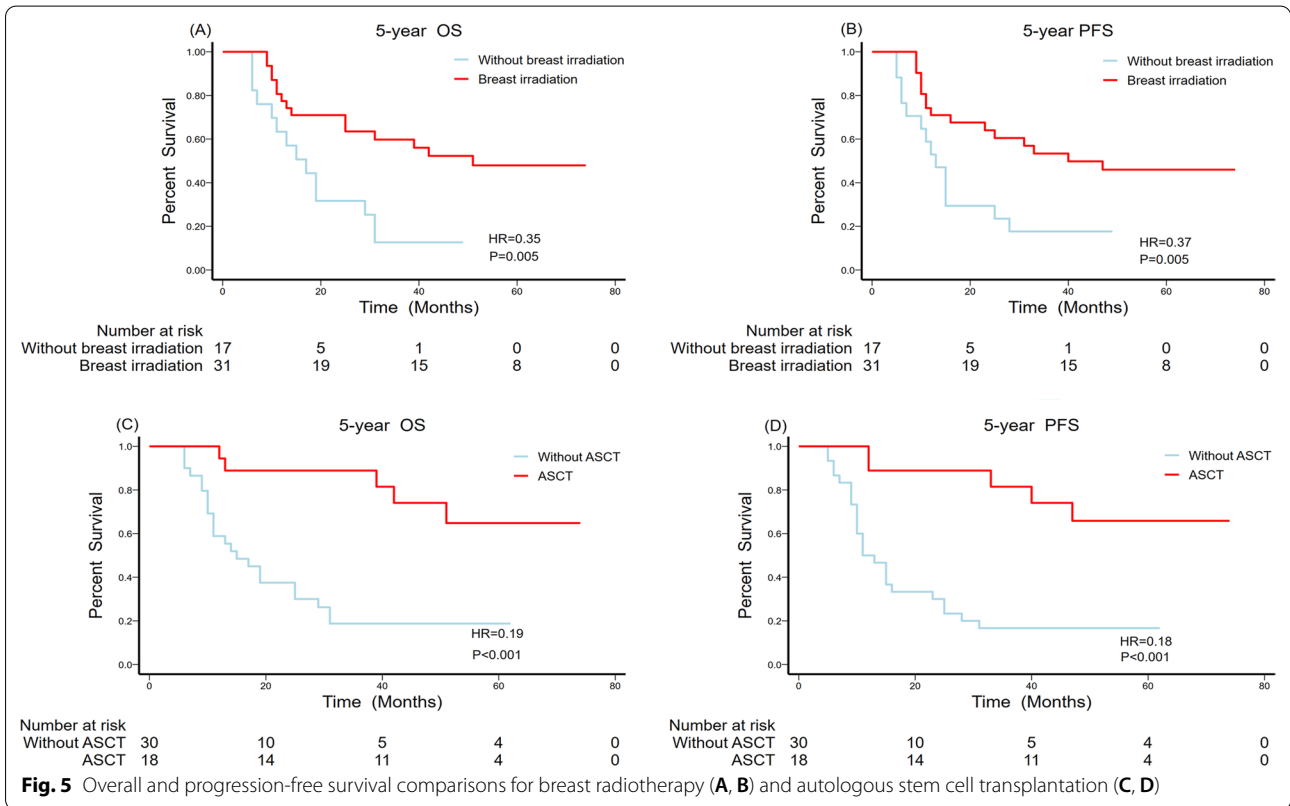 (A) 5-year OS
1.00
0.80
0.60
0.40
0.20
0.00
Percent Survival
Without breast irradiation
Breast irradiation
HR=0.35
P=0.005
0 20 40 60 80
Time (Months)
Number at risk
Without breast irradiation 17 5 1 0 0
Breast irradiation 31 19 15 8 0
(B) 5-year PFS
1.00
0.8
0.6
0.4
0.2
0.0
Percent Survival
Without breast irradiation
Breast irradiation
HR=0.37
P=0.005
0 20 40 60 80
Time (Months)
Number at risk
Without breast irradiation 17 5 1 0 0
Breast irradiation 31 19 15 8 0
(C) 5-year OS
1.0
0.8
0.6
0.4
0.2
0.0
Percent Survival
Without ASCT
ASCT
HR=0.19
P<0.001
0 20 40 60 80
Time (Months)
Number at risk
Without ASCT 30 10 5 4 0
ASCT 18 14 11 4 0
(D) 5-year PFS
1.0
0.8
0.6
0.4
0.2
0.0
Percent Survival
Without ASCT
ASCT
HR=0.18
P<0.001
0 20 40 60 80
Time (Months)
Number at risk
Without ASCT 30 10 5 4 0
ASCT 18 14 11 4 0
Fig. 5 Overall and progression-free survival comparisons for breast radiotherapy (A, B) and autologous stem cell transplantation (C, D)